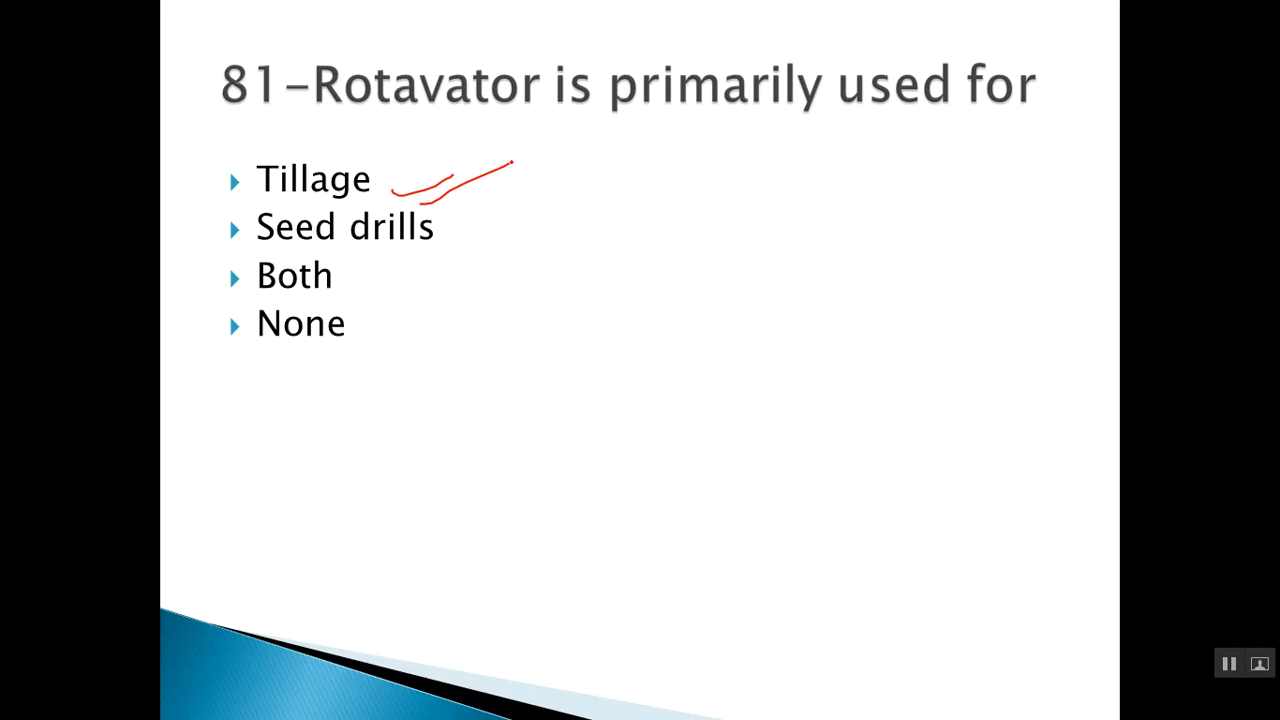 81-Rotavator is primarily used for
Tillage
Seed drills
Both
None